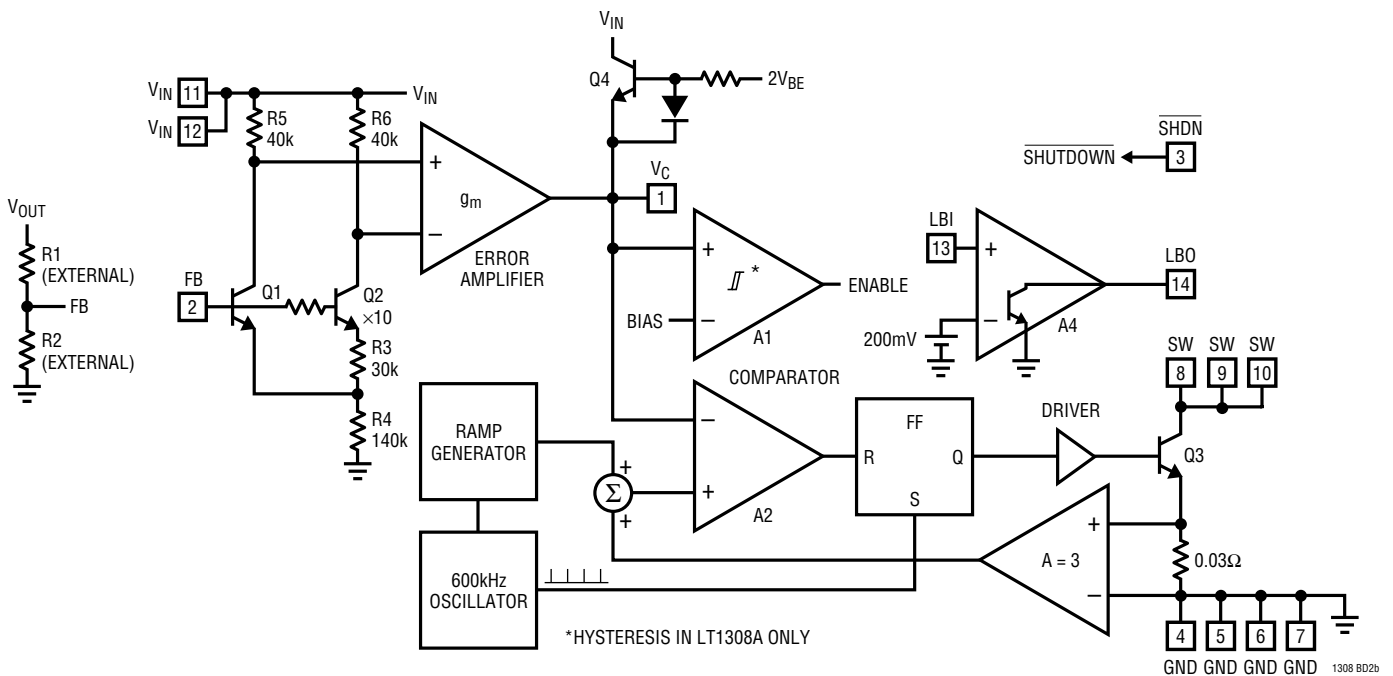 V_IN
Q4
2V_BE
V_IN 11
V_IN 12
V_IN
R5
40k
R6
40k
+
g_m
−
ERROR
AMPLIFIER
V_C
1
SHDN
3
SHUTDOWN
V_OUT
R1
(EXTERNAL)
FB
R2
(EXTERNAL)
FB
2
Q1
Q2
×10
R3
30k
R4
140k
+
*
BIAS
−
A1
ENABLE
LBI
13
+
−
200mV
A4
LBO
14
COMPARATOR
−
+
A2
RAMP
GENERATOR
+
Σ
+
600kHz
OSCILLATOR
FF
R
Q
S
DRIVER
SW SW SW
8 9 10
Q3
A = 3
+
−
0.03Ω
4 5 6 7
GND GND GND GND
*HYSTERESIS IN LT1308A ONLY
1308 BD2b